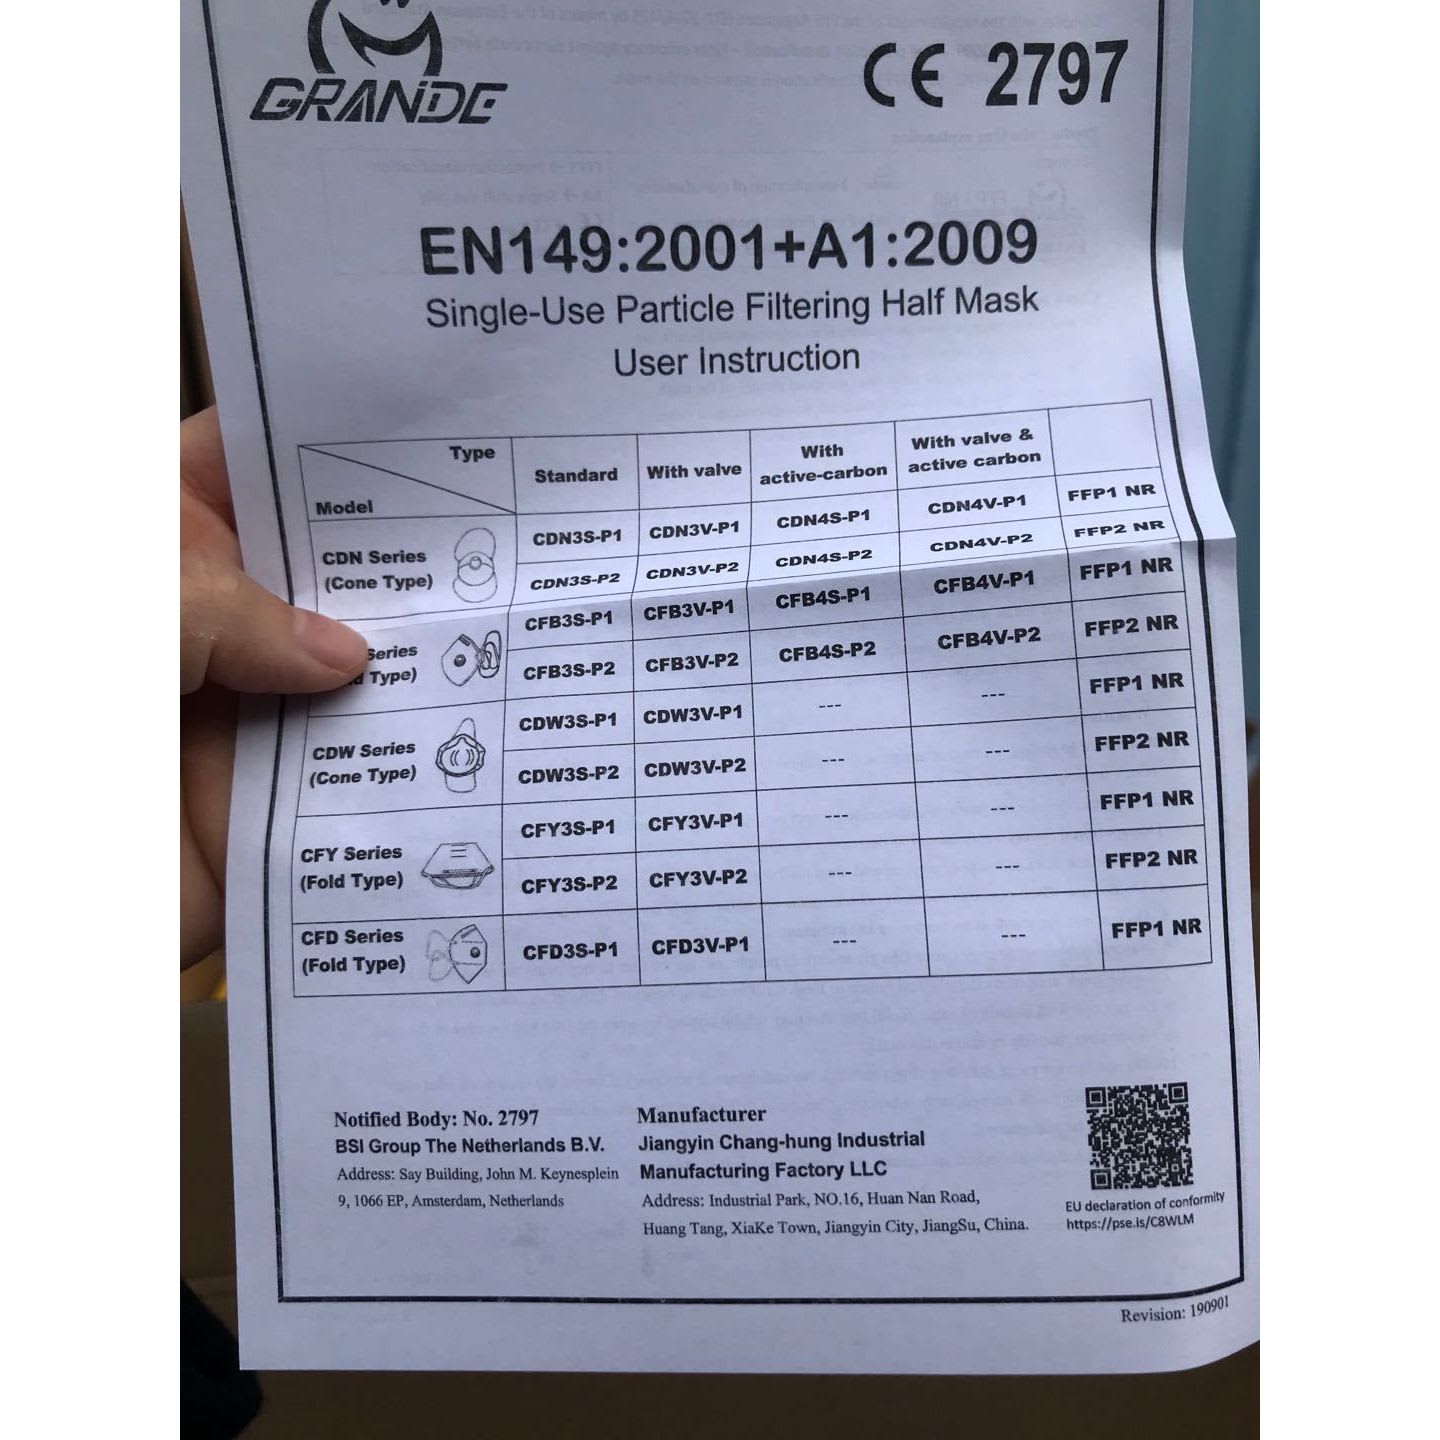 GRANDE
CE 2797
EN149:2001+A1:2009
Single-Use Particle Filtering Half Mask
User Instruction
Type
Model
Standard
With valve
With
active-carbon
With valve &
active carbon
CDN Series
(Cone Type)
CDN3S-P1 CDN3V-P1 CDN4S-P1 CDN4V-P1 FFP1 NR
CDN3S-P2 CDN3V-P2 CDN4S-P2 CDN4V-P2 FFP2 NR
Series
Type)
CFB3S-P1 CFB3V-P1 CFB4S-P1 CFB4V-P1 FFP1 NR
CFB3S-P2 CFB3V-P2 CFB4S-P2 CFB4V-P2 FFP2 NR
CDW Series
(Cone Type)
CDW3S-P1 CDW3V-P1 --- --- FFP1 NR
CDW3S-P2 CDW3V-P2 --- --- FFP2 NR
CFY Series
(Fold Type)
CFY3S-P1 CFY3V-P1 --- --- FFP1 NR
CFY3S-P2 CFY3V-P2 --- --- FFP2 NR
CFD Series
(Fold Type)
CFD3S-P1 CFD3V-P1 --- --- FFP1 NR
Notified Body: No. 2797
BSI Group The Netherlands B.V.
Address: Say Building, John M. Keynesplein
9, 1066 EP, Amsterdam, Netherlands
Manufacturer
Jiangyin Chang-hung Industrial
Manufacturing Factory LLC
Address: Industrial Park, NO.16, Huan Nan Road,
Huang Tang, XiaKe Town, Jiangyin City, JiangSu, China.
EU declaration of conformity
https://pse.is/C8WLM
Revision: 190901